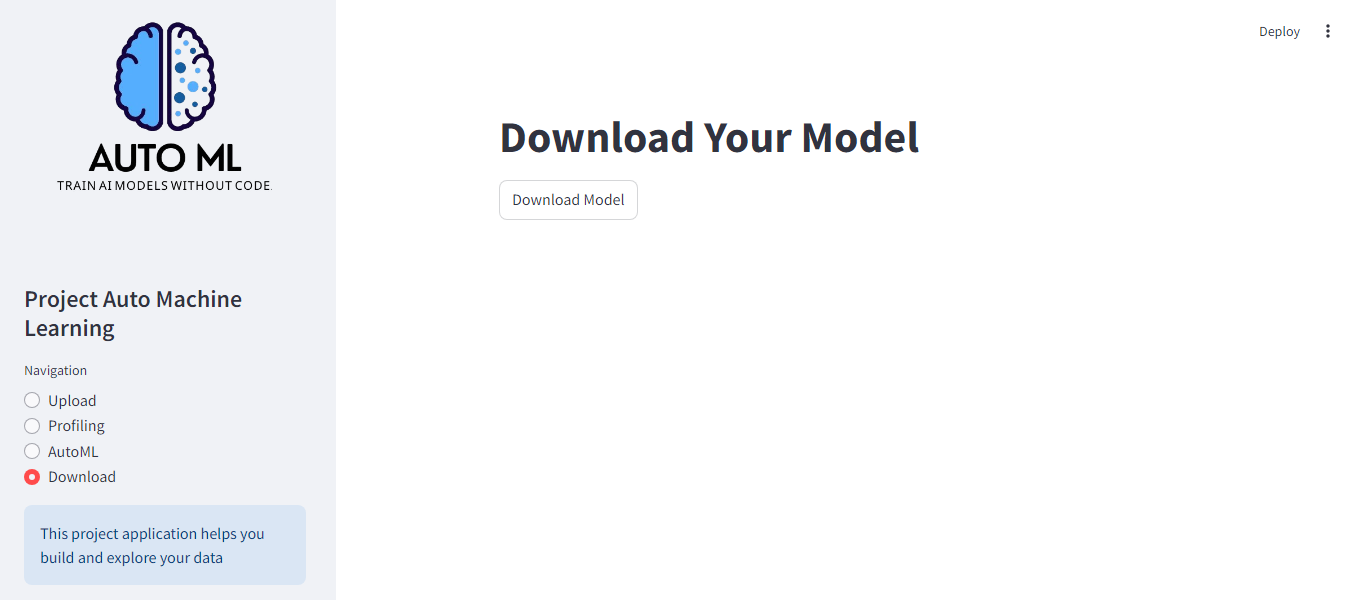 AUTO ML
TRAIN AI MODELS WITHOUT CODE.
Project Auto Machine
Learning
Navigation
Upload
Profiling
AutoML
Download
This project application helps you
build and explore your data
Deploy
Download Your Model
Download Model